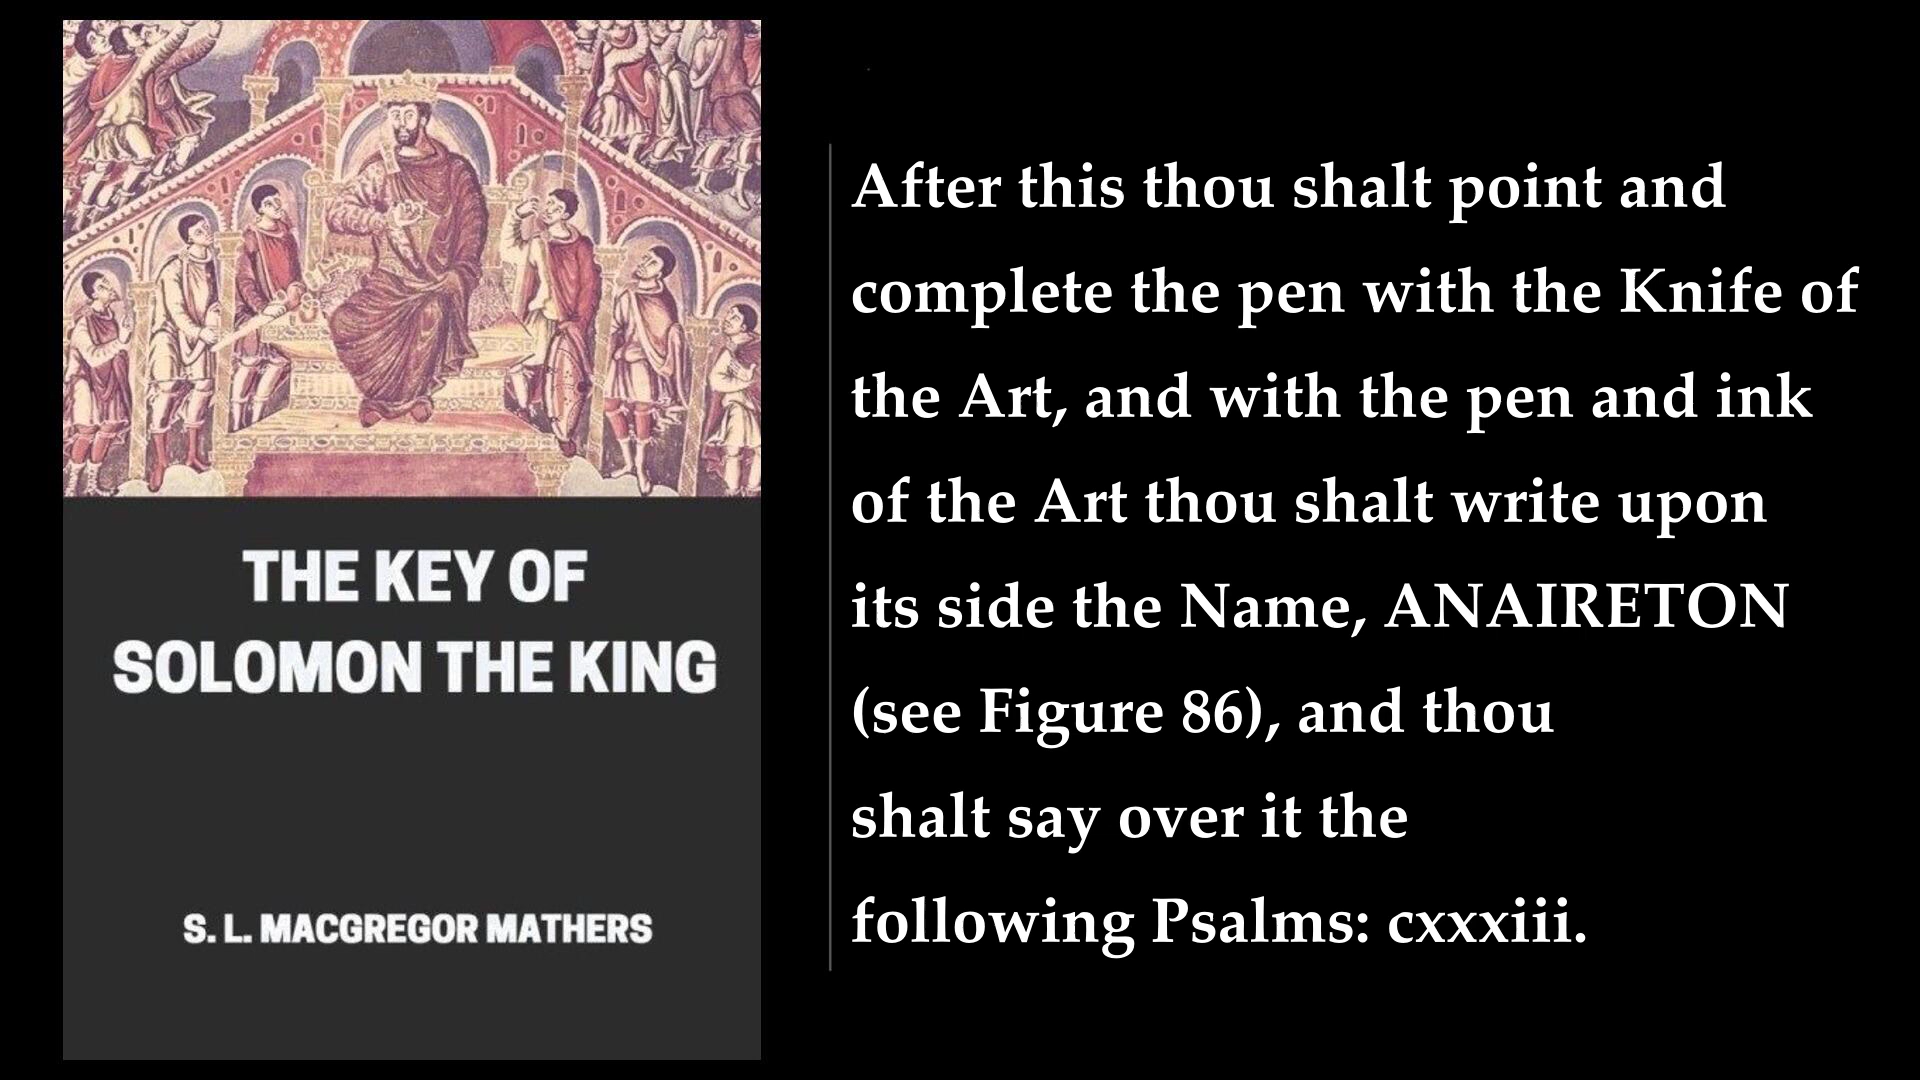 THE KEY OF
SOLOMON THE KING
S. L. MACGREGOR MATHERS
After this thou shalt point and
complete the pen with the Knife of
the Art, and with the pen and ink
of the Art thou shalt write upon
its side the Name, ANAIRETON
(see Figure 86), and thou
shalt say over it the
following Psalms: cxxxiii.